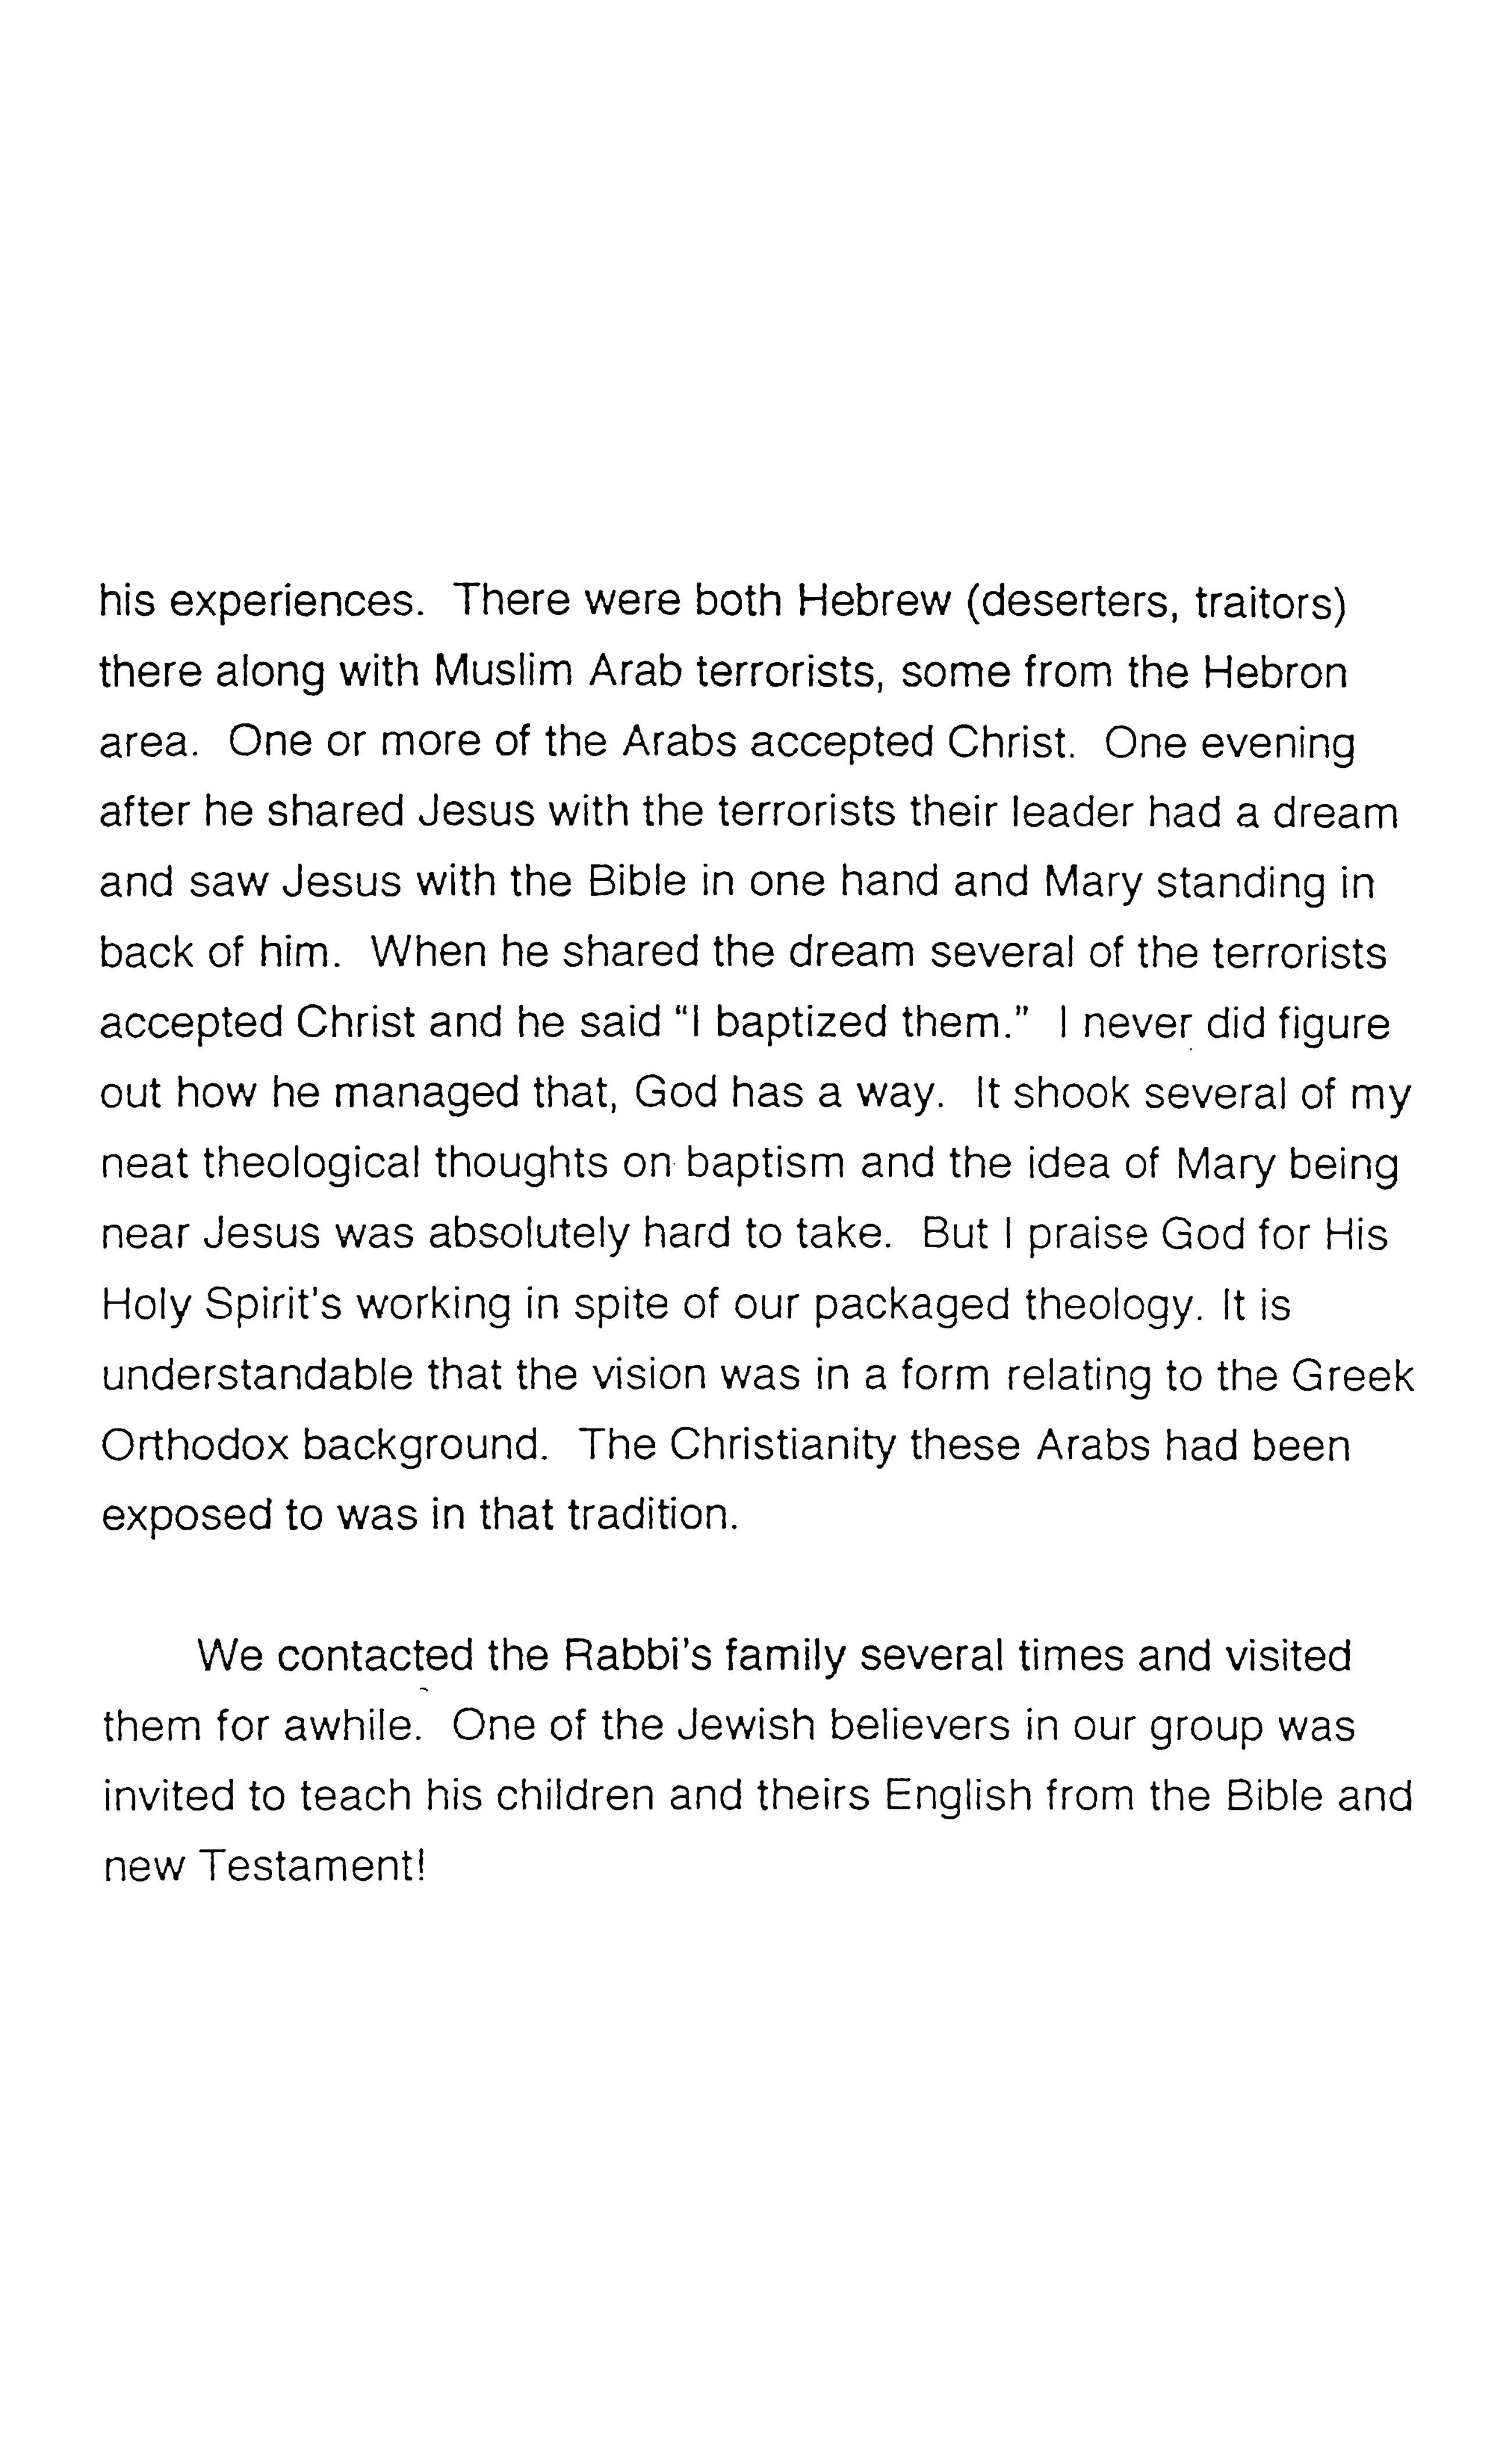 his experiences. There were both Hebrew (deserters, traitors)
there along with Muslim Arab terrorists, some from the Hebron
area. One or more of the Arabs accepted Christ. One evening
after he shared Jesus with the terrorists their leader had a dream
and saw Jesus with the Bible in one hand and Mary standing in
back of him. When he shared the dream several of the terrorists
accepted Christ and he said “I baptized them.” I never did figure
out how he managed that, God has a way. It shook several of my
neat theological thoughts on baptism and the idea of Mary being
near Jesus was absolutely hard to take. But I praise God for His
Holy Spirit's working in spite of our packaged theology. It is
understandable that the vision was in a form relating to the Greek
Orthodox background. The Christianity these Arabs had been
exposed to was in that tradition.
We contacted the Rabbi's family several times and visited
them for awhile. One of the Jewish believers in our group was
invited to teach his children and theirs English from the Bible and
new Testament!